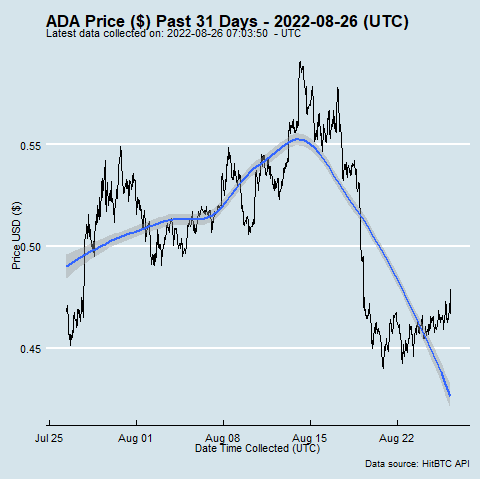 ADA Price ($) Past 31 Days - 2022-08-26 (UTC)
Latest data collected on: 2022-08-26 07:03:50  - UTC
0.55
0.50
0.45
Price USD ($)
Jul 25
Aug 01
Aug 08
Aug 15
Aug 22
Date Time Collected (UTC)
Data source: HitBTC API